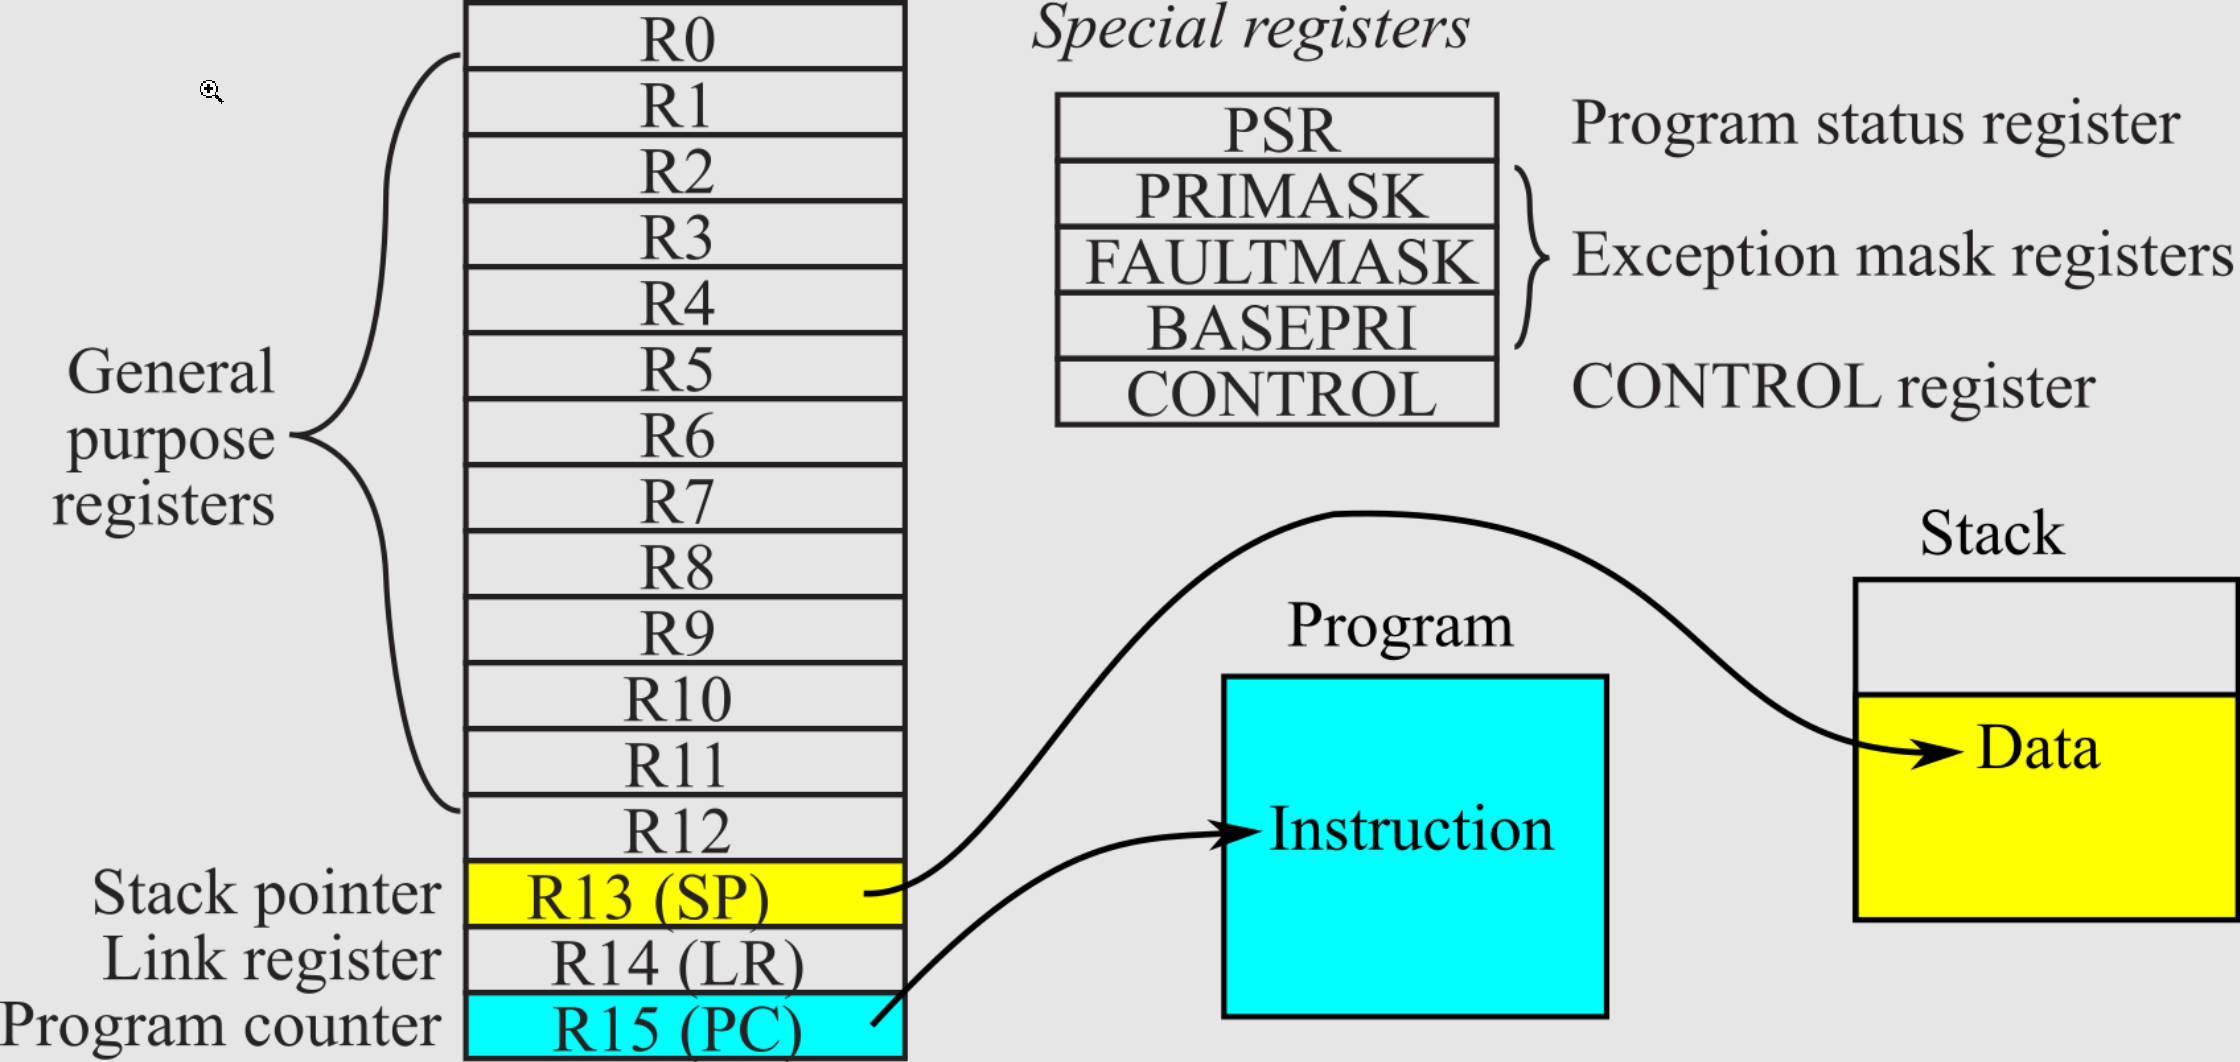 R0
R1
R2
R3
R4
R5
R6
R7
R8
R9
R10
R11
R12
R13 (SP)
R14 (LR)
R15 (PC)
General
purpose
registers
Stack pointer
Link register
Program counter
Special registers
PSR
PRIMASK
FAULTMASK
BASEPRI
CONTROL
Program status register
Exception mask registers
CONTROL register
Program
Instruction
Stack
Data